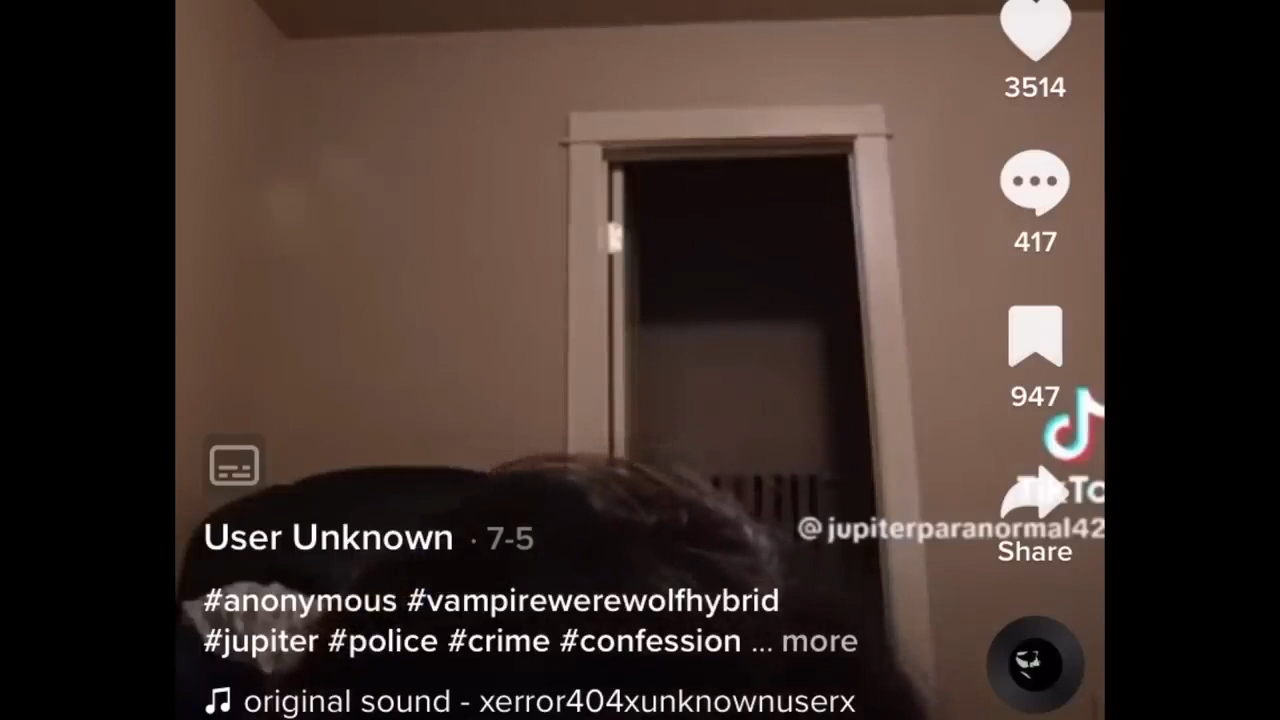 3514
417
947
TikTo
@jupiterparanormal42
Share
User Unknown · 7-5
#anonymous #vampirewerewolfhybrid
#jupiter #police #crime #confession ... more
original sound - xerror404xunknownuserx